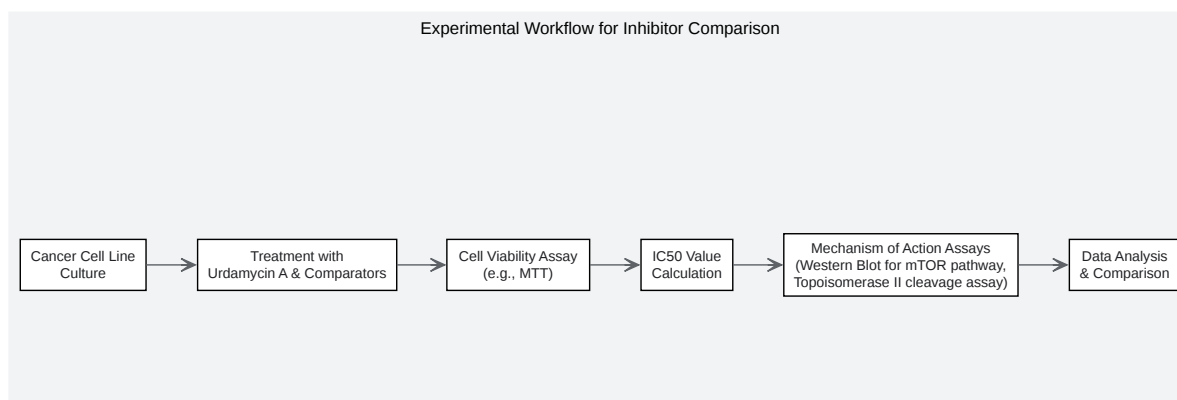 Experimental Workflow for Inhibitor Comparison
Cancer Cell Line
Culture
Treatment with
Urdamycin A & Comparators
Cell Viability Assay
(e.g., MTT)
IC50 Value
Calculation
Mechanism of Action Assays
(Western Blot for mTOR pathway,
Topoisomerase II cleavage assay)
Data Analysis
& Comparison